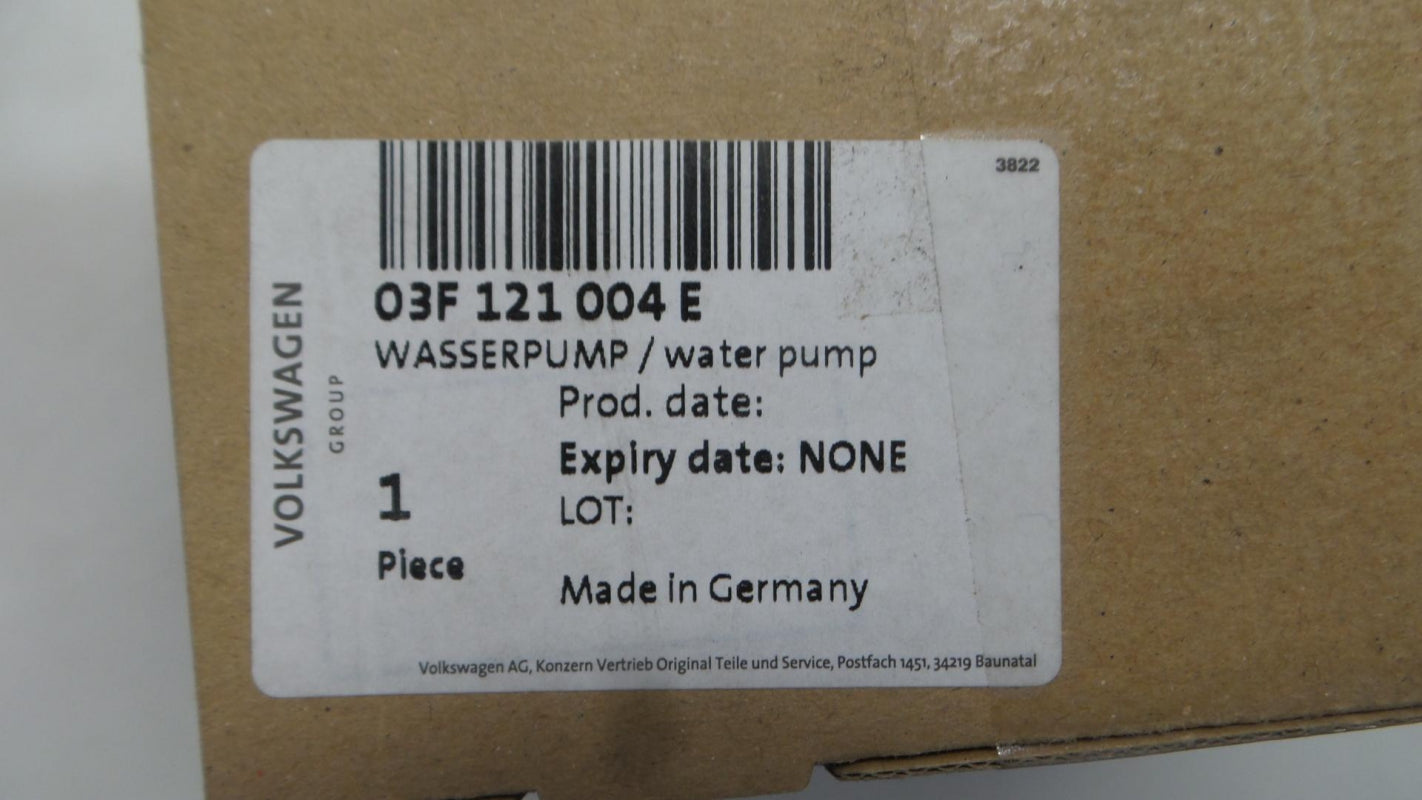 3822
VOLKSWAGEN
GROUP
03F 121 004 E
WASSERPUMP / water pump
Prod. date:
Expiry date: NONE
1
LOT:
Piece
Made in Germany
Volkswagen AG, Konzern Vertrieb Original Teile und Service, Postfach 1451, 34219 Baunatal